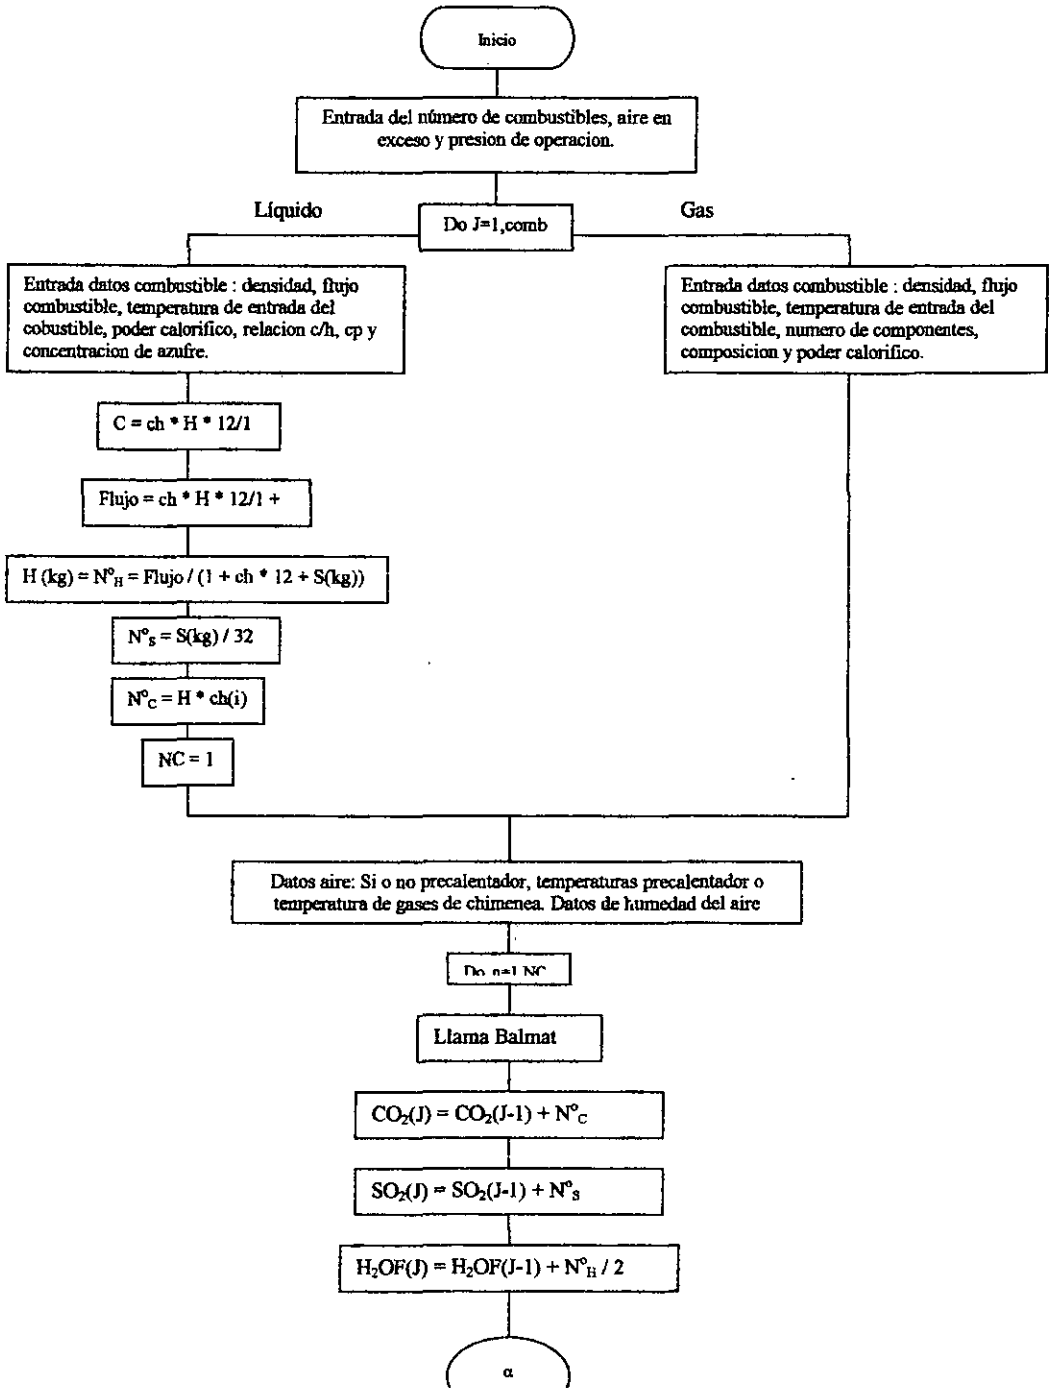 Inicio
Entrada del número de combustibles, aire en
exceso y presion de operacion.
Líquido
Do J=1,comb
Gas
Entrada datos combustible : densidad, flujo
combustible, temperatura de entrada del
cobustible, poder calorifico, relacion c/h, cp y
concentracion de azufre.
Entrada datos combustible : densidad, flujo
combustible, temperatura de entrada del
combustible, numero de componentes,
composicion y poder calorifico.
C = ch * H * 12/1
Flujo = ch * H * 12/1 +
H (kg) = N°H = Flujo / (1 + ch * 12 + S(kg))
N°S = S(kg) / 32
N°C = H * ch(i)
NC = 1
Datos aire: Si o no precalentador, temperaturas precalentador o
temperatura de gases de chimenea. Datos de humedad del aire
Do n=1 NC
Llama Balmat
CO₂(J) = CO₂(J-1) + N°C
SO₂(J) = SO₂(J-1) + N°S
H₂OF(J) = H₂OF(J-1) + N°H / 2
α